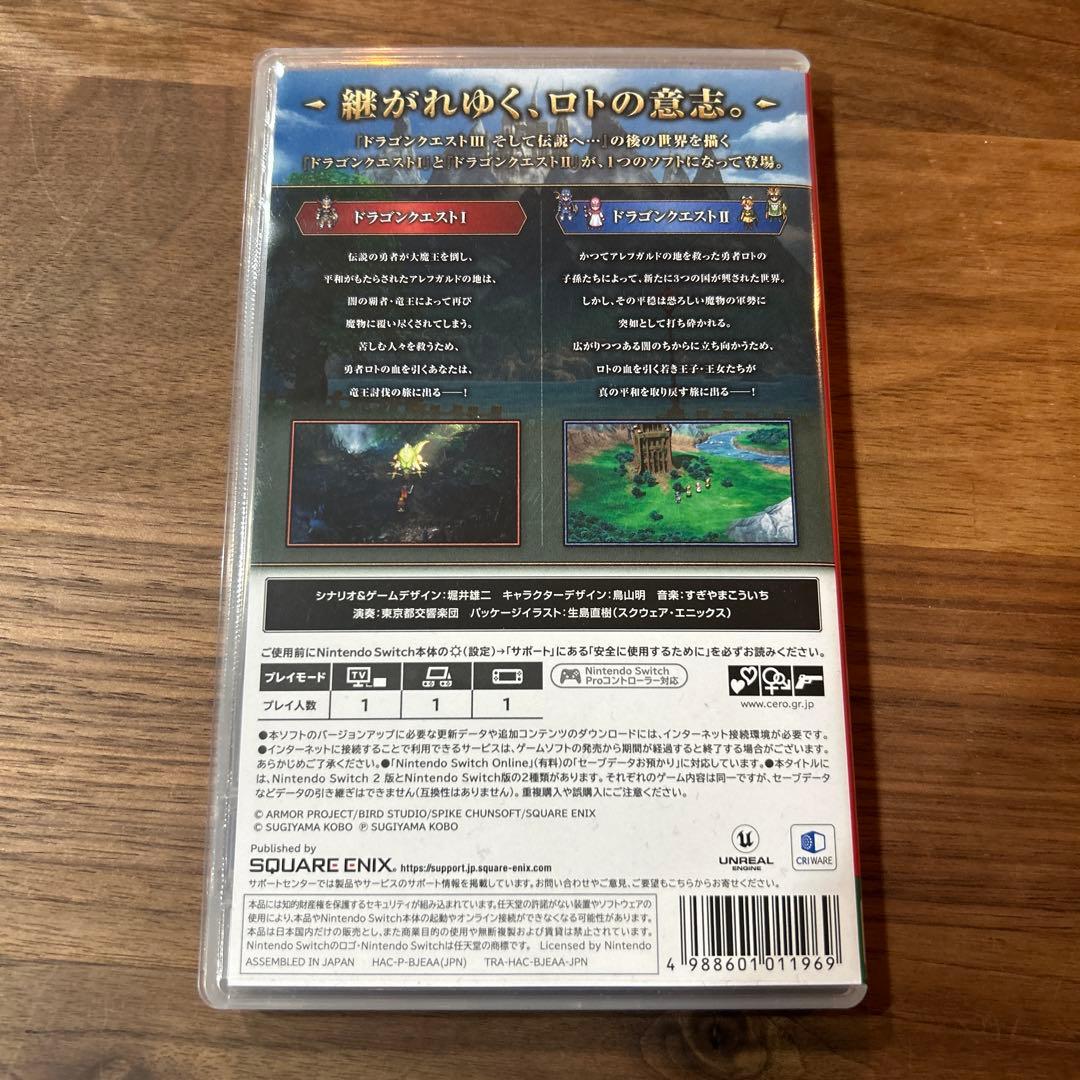 継がれゆく、ロトの意志。
『ドラゴンクエストIII そして伝説へ…』の後の世界を描く
『ドラゴンクエストI』と『ドラゴンクエストII』が、1つのソフトになって登場。
ドラゴンクエストI
伝説の勇者が大魔王を倒し、
平和がもたらされたアレフガルドの地は、
闇の覇者・竜王によって再び
魔物に覆い尽くされてしまう。
苦しむ人々を救うため、
勇者ロトの血を引くあなたは、
竜王討伐の旅に出る──！
ドラゴンクエストII
かつてアレフガルドの地を救った勇者ロトの
子孫たちによって、新たに3つの国が興された世界。
しかし、その平穏は恐ろしい魔物の軍勢に
突如として打ち砕かれる。
広がりつつある闇のちからに立ち向かうため、
ロトの血を引く若き王子・王女たちが
真の平和を取り戻す旅に出る──！
シナリオ&ゲームデザイン：堀井雄二 キャラクターデザイン：鳥山明 音楽：すぎやまこういち
演奏：東京都交響楽団 パッケージイラスト：生島直樹（スクウェア・エニックス）
ご使用前にNintendo Switch本体の(設定)→「サポート」にある「安全に使用するために」を必ずお読みください。
プレイモード TV
Nintendo Switch
Proコントローラー対応
プレイ人数 1 1 1
www.cero.gr.jp
●本ソフトのバージョンアップに必要な更新データや追加コンテンツのダウンロードには、インターネット接続環境が必要です。
●インターネットに接続することで利用できるサービスは、ゲームソフトの発売から期間が経過すると終了する場合がございます。
あらかじめご了承ください。●「Nintendo Switch Online」(有料)の「セーブデータお預かり」に対応しています。●本タイトルに
は、Nintendo Switch 2 版とNintendo Switch版の2種類があります。それぞれのゲーム内容は同一ですが、セーブデータ
などデータの引き継ぎはできません(互換性はありません)。重複購入や誤購入にご注意ください。
© ARMOR PROJECT/BIRD STUDIO/SPIKE CHUNSOFT/SQUARE ENIX
© SUGIYAMA KOBO ℗ SUGIYAMA KOBO
Published by
SQUARE ENIX. https://support.jp.square-enix.com
UNREAL
ENGINE
CRIWARE
サポートセンターでは製品やサービスのサポート情報を掲載しています。お問い合わせやご意見、ご要望もこちらからお寄せください。
本品には知的財産権を保護するセキュリティが組み込まれています。任天堂の許諾がない装置やソフトウェアの
使用により、本品やNintendo Switch本体の起動やオンライン接続ができなくなる可能性があります。
本品は日本国内だけの販売とし、また商業目的の使用や無断複製および賃貸は禁止されています。
Nintendo Switchのロゴ・Nintendo Switchは任天堂の商標です。 Licensed by Nintendo
ASSEMBLED IN JAPAN HAC-P-BJEAA(JPN) TRA-HAC-BJEAA-JPN
4 988601 011969